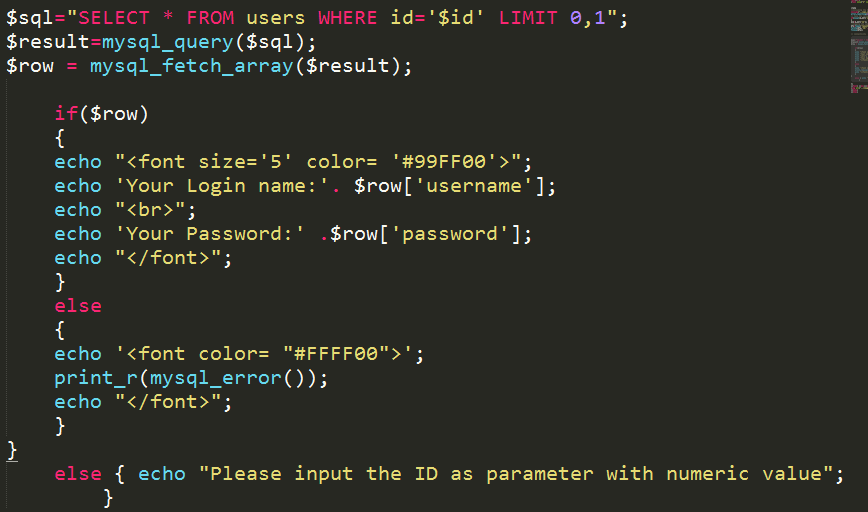 $sql="SELECT * FROM users WHERE id='$id' LIMIT 0,1";
$result=mysql_query($sql);
$row = mysql_fetch_array($result);
if($row)
{
echo "<font size='5' color= '#99FF00'>";
echo 'Your Login name:'. $row['username'];
echo "<br>";
echo 'Your Password:' .$row['password'];
echo "</font>";
}
else
{
echo '<font color= "#FFFF00">';
print_r(mysql_error());
echo "</font>";
}
}
else { echo "Please input the ID as parameter with numeric value";
}